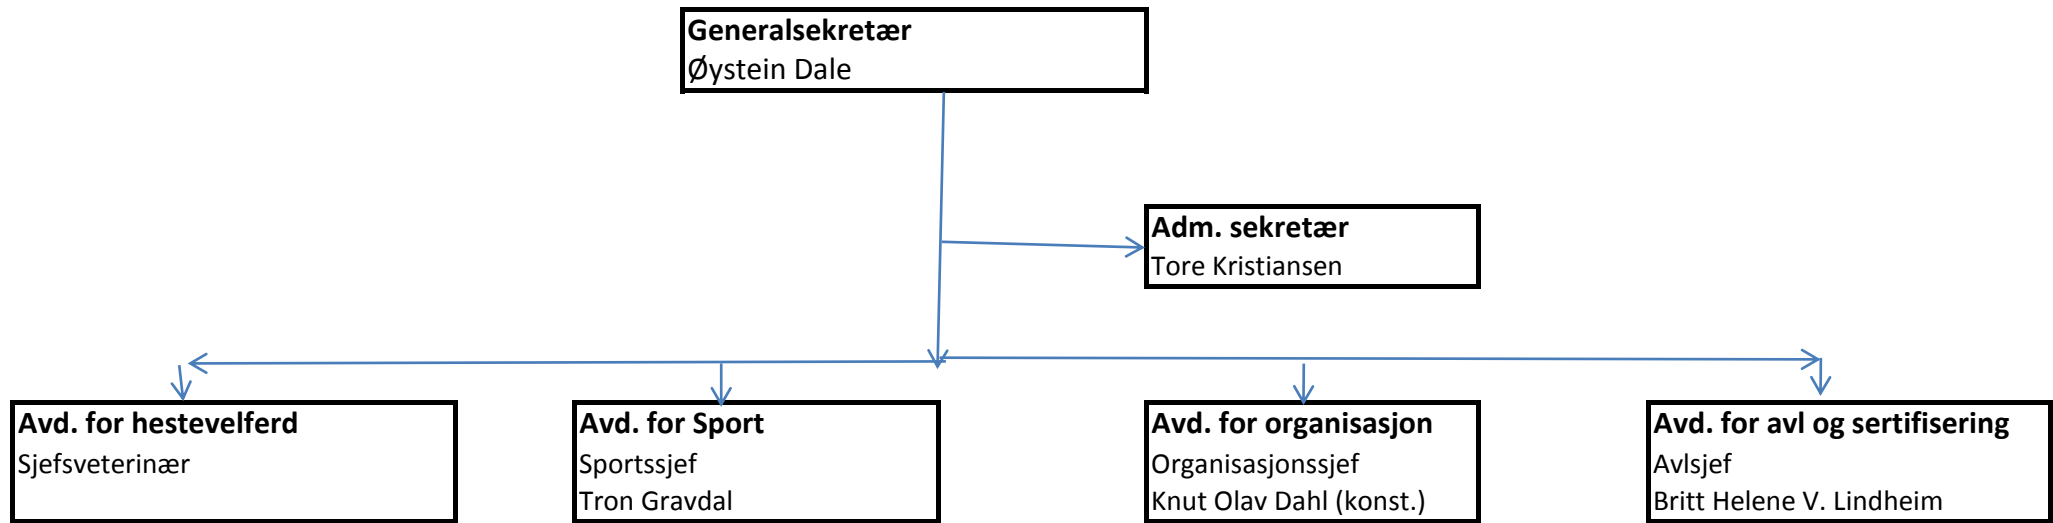 Generalsekretær
Øystein Dale
Adm. sekretær
Tore Kristiansen
Avd. for hestevelferd
Sjefsveterinær
Avd. for Sport
Sportssjef
Tron Gravdal
Avd. for organisasjon
Organisasjonssjef
Knut Olav Dahl (konst.)
Avd. for avl og sertifisering
Avlsjef
Britt Helene V. Lindheim